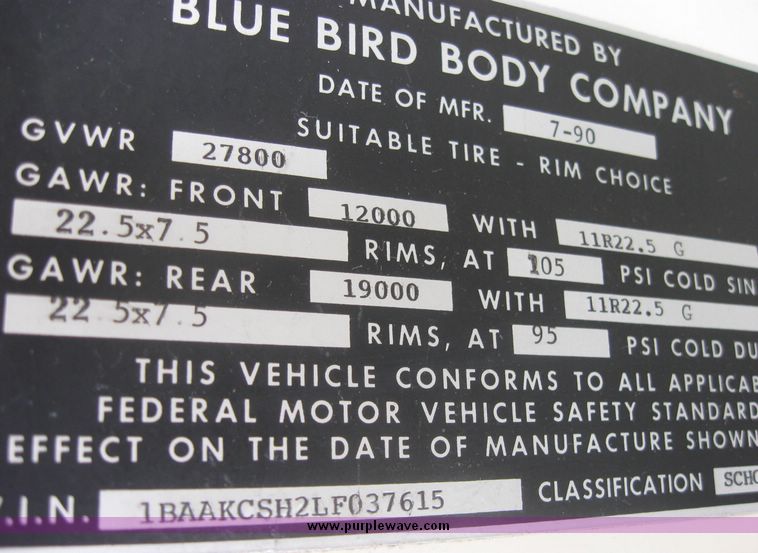 MANUFACTURED BY
BLUE BIRD BODY COMPANY
DATE OF MFR. 7-90
SUITABLE TIRE - RIM CHOICE
GVWR 27800
GAWR: FRONT 12000 WITH 11R22.5 G
22.5x7.5 RIMS, AT 105 PSI COLD SIN
GAWR: REAR 19000 WITH 11R22.5 G
22.5x7.5 RIMS, AT 95 PSI COLD DU
THIS VEHICLE CONFORMS TO ALL APPLICAB
FEDERAL MOTOR VEHICLE SAFETY STANDARD
EFFECT ON THE DATE OF MANUFACTURE SHOWN
V.I.N. 1BAAKCSH2LF037615 CLASSIFICATION SCHO
www.purplewave.com